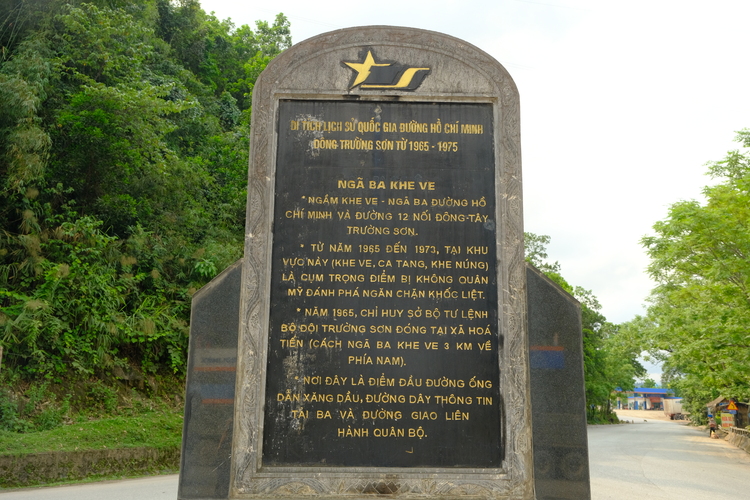 DI TÍCH LỊCH SỬ QUỐC GIA ĐƯỜNG HỒ CHÍ MINH
ĐÔNG TRƯỜNG SƠN TỪ 1965 - 1975
NGÃ BA KHE VE
* NGẦM KHE VE - NGÃ BA ĐƯỜNG HỒ
CHÍ MINH VÀ ĐƯỜNG 12 NỐI ĐÔNG-TÂY
TRƯỜNG SƠN.
* TỪ NĂM 1965 ĐẾN 1973, TẠI KHU
VỰC NÀY (KHE VE, CA TANG, KHE NÚNG)
LÀ CỤM TRỌNG ĐIỂM BỊ KHÔNG QUÂN
MỸ ĐÁNH PHÁ NGĂN CHẶN KHỐC LIỆT.
* NĂM 1965, CHỈ HUY SỞ BỘ TƯ LỆNH
BỘ ĐỘI TRƯỜNG SƠN ĐÓNG TẠI XÃ HOÁ
TIẾN (CÁCH NGÃ BA KHE VE 3 KM VỀ
PHÍA NAM).
* NƠI ĐÂY LÀ ĐIỂM ĐẦU ĐƯỜNG ỐNG
DẪN XĂNG DẦU, ĐƯỜNG DÂY THÔNG TIN
TẢI BA VÀ ĐƯỜNG GIAO LIÊN
HÀNH QUÂN BỘ.